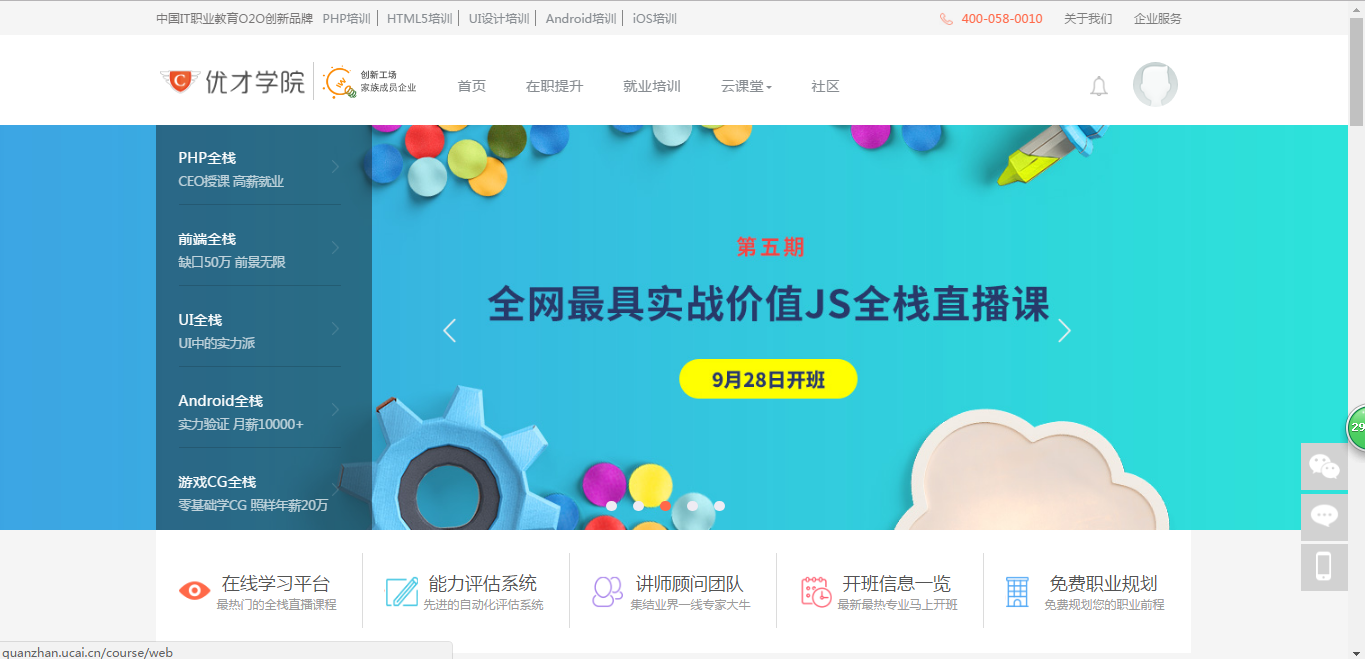 中国IT职业教育O2O创新品牌 PHP培训 HTML5培训 UI设计培训 Android培训 iOS培训 400-058-0010 关于我们 企业服务
C 优才学院 创新工场
家族成员企业
首页 在职提升 就业培训 云课堂 社区
PHP全栈
CEO授课 高薪就业
前端全栈
缺口50万 前景无限
UI全栈
UI中的实力派
Android全栈
实力验证 月薪10000+
游戏CG全栈
零基础学CG 照样年薪20万
第五期
全网最具实战价值JS全栈直播课
9月28日开班
29
在线学习平台
最热门的全栈直播课程
能力评估系统
先进的自动化评估系统
讲师顾问团队
集结业界一线专家大牛
开班信息一览
最新最热专业马上开班
免费职业规划
免费规划您的职业前程
quanzhan.ucai.cn/course/web